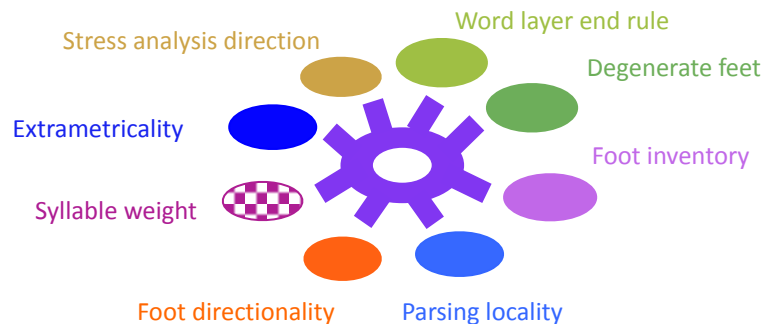 Word layer end rule
Stress analysis direction
Degenerate feet
Extrametricality
Foot inventory
Syllable weight
Foot directionality
Parsing locality